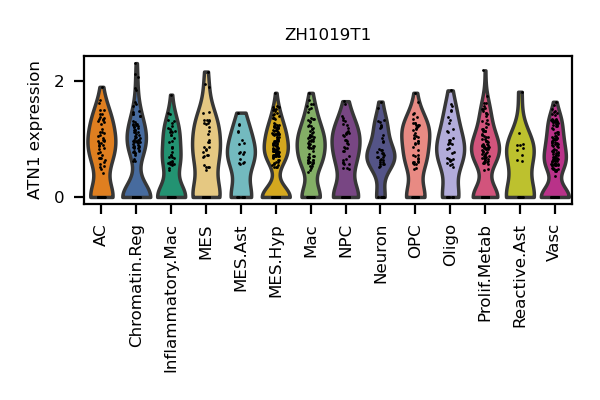 ZH1019T1
ATN1 expression
2
0
AC
Chromatin.Reg
Inflammatory.Mac
MES
MES.Ast
MES.Hyp
Mac
NPC
Neuron
OPC
Oligo
Prolif.Metab
Reactive.Ast
Vasc